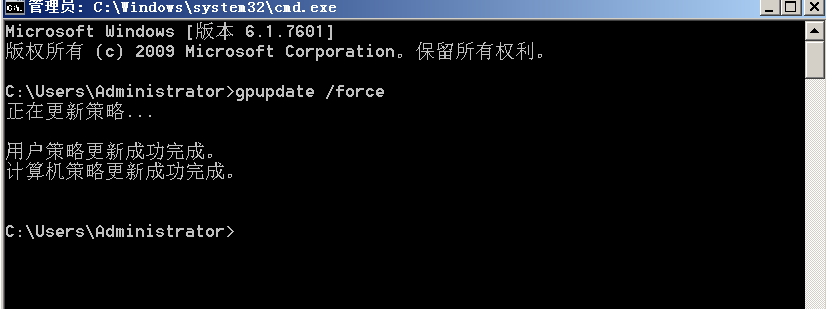 管理员: C:\Windows\system32\cmd.exe
Microsoft Windows [版本 6.1.7601]
版权所有 (c) 2009 Microsoft Corporation。保留所有权利。
C:\Users\Administrator>gpupdate /force
正在更新策略...
用户策略更新成功完成。
计算机策略更新成功完成。
C:\Users\Administrator>